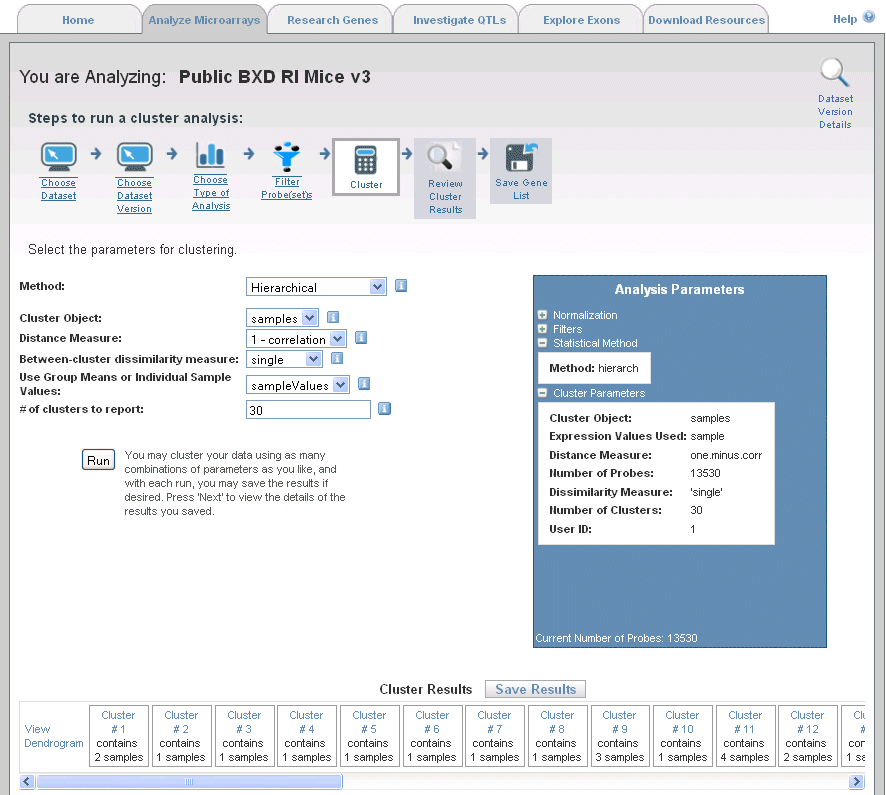 Home
Analyze Microarrays
Research Genes
Investigate QTLs
Explore Exons
Download Resources
Help
You are Analyzing: Public BXD RI Mice v3
Dataset
Version
Details
Steps to run a cluster analysis:
Choose
Dataset
Choose
Dataset
Version
Choose
Type of
Analysis
Filter
Probe(set)s
Cluster
Review
Cluster
Results
Save Gene
List
Select the parameters for clustering.
Method: Hierarchical
Cluster Object: samples
Distance Measure: 1 - correlation
Between-cluster dissimilarity measure: single
Use Group Means or Individual Sample
Values: sampleValues
# of clusters to report: 30
Run
You may cluster your data using as many
combinations of parameters as you like, and
with each run, you may save the results if
desired. Press 'Next' to view the details of the
results you saved.
Analysis Parameters
Normalization
Filters
Statistical Method
Method: hierarch
Cluster Parameters
Cluster Object: samples
Expression Values Used: sample
Distance Measure: one.minus.corr
Number of Probes: 13530
Dissimilarity Measure: 'single'
Number of Clusters: 30
User ID: 1
Current Number of Probes: 13530
Cluster Results
Save Results
View
Dendrogram
Cluster
# 1
contains
2 samples
Cluster
# 2
contains
1 samples
Cluster
# 3
contains
1 samples
Cluster
# 4
contains
1 samples
Cluster
# 5
contains
1 samples
Cluster
# 6
contains
1 samples
Cluster
# 7
contains
1 samples
Cluster
# 8
contains
1 samples
Cluster
# 9
contains
3 samples
Cluster
# 10
contains
1 samples
Cluster
# 11
contains
4 samples
Cluster
# 12
contains
2 samples